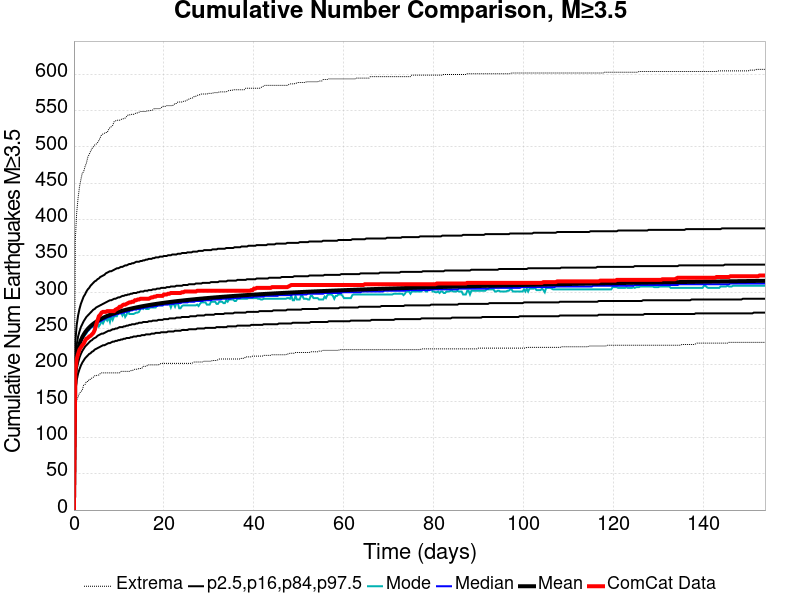 Cumulative Number Comparison, M≥3.5
Cumulative Num Earthquakes M≥3.5
600
550
500
450
400
350
300
250
200
150
100
50
0
0 20 40 60 80 100 120 140
Time (days)
Extrema p2.5,p16,p84,p97.5 Mode Median Mean ComCat Data